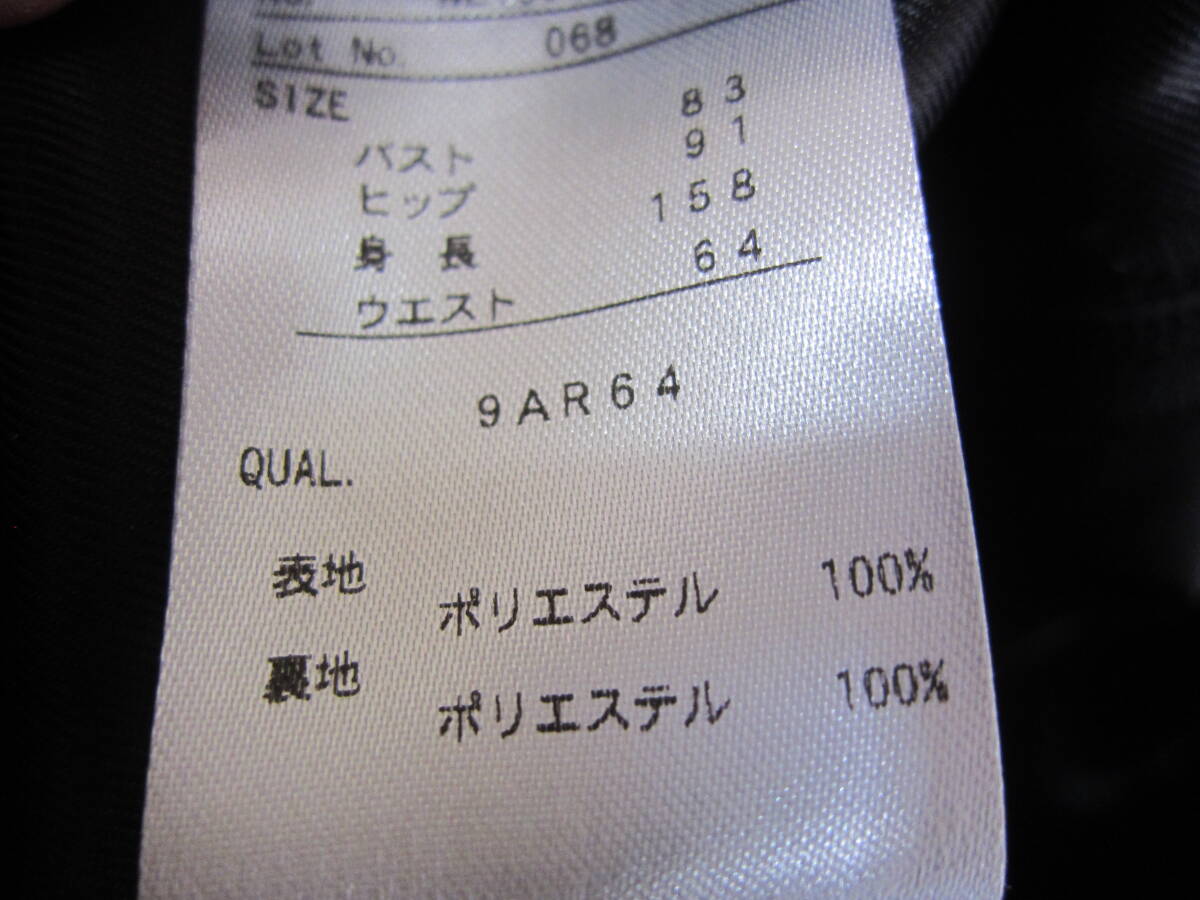 Lot No. 068
SIZE
バスト 83
ヒップ 91
身長 158
ウエスト 64
9AR64
QUAL.
表地 ポリエステル 100%
裏地 ポリエステル 100%